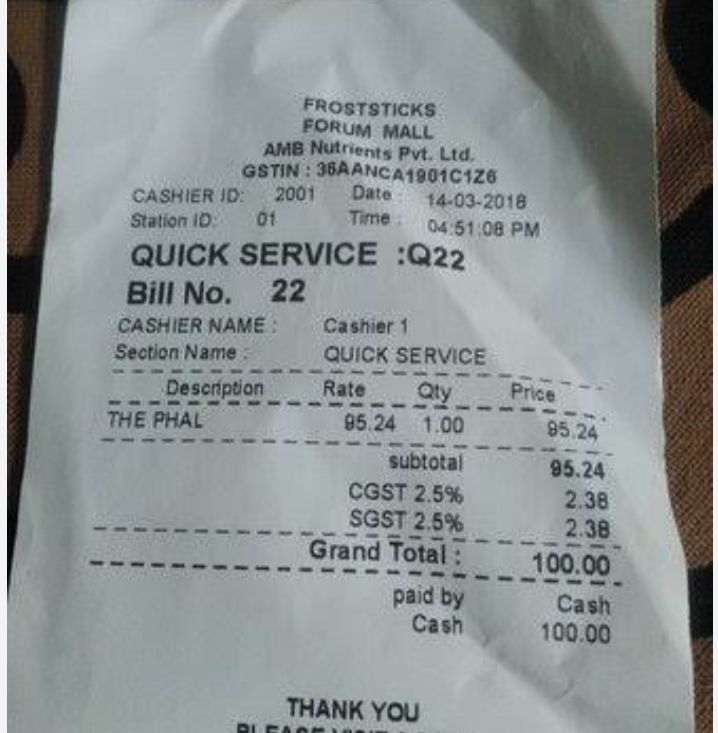 FROSTSTICKS
FORUM MALL
AMB Nutrients Pvt. Ltd.
GSTIN : 36AANCA1901C1Z6
CASHIER ID: 2001 Date : 14-03-2018
Station ID: 01 Time : 04:51:08 PM
QUICK SERVICE :Q22
Bill No. 22
CASHIER NAME : Cashier 1
Section Name : QUICK SERVICE
Description Rate Qty Price
THE PHAL 95.24 1.00 95.24
subtotal 95.24
CGST 2.5% 2.38
SGST 2.5% 2.38
Grand Total : 100.00
paid by Cash
Cash 100.00
THANK YOU
PLEASE VISIT